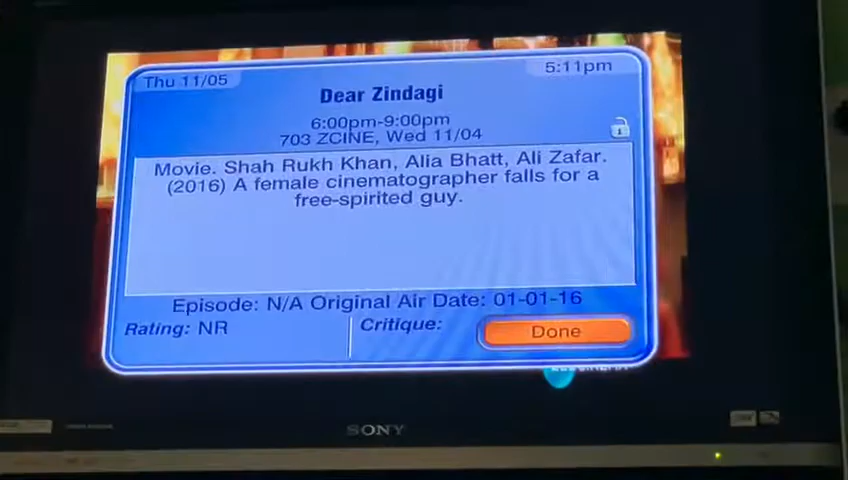 Thu 11/05
5:11pm
Dear Zindagi
6:00pm-9:00pm
703 ZCINE, Wed 11/04
Movie. Shah Rukh Khan, Alia Bhatt, Ali Zafar.
(2016) A female cinematographer falls for a
free-spirited guy.
Episode: N/A Original Air Date: 01-01-16
Rating: NR
Critique:
Done
SONY